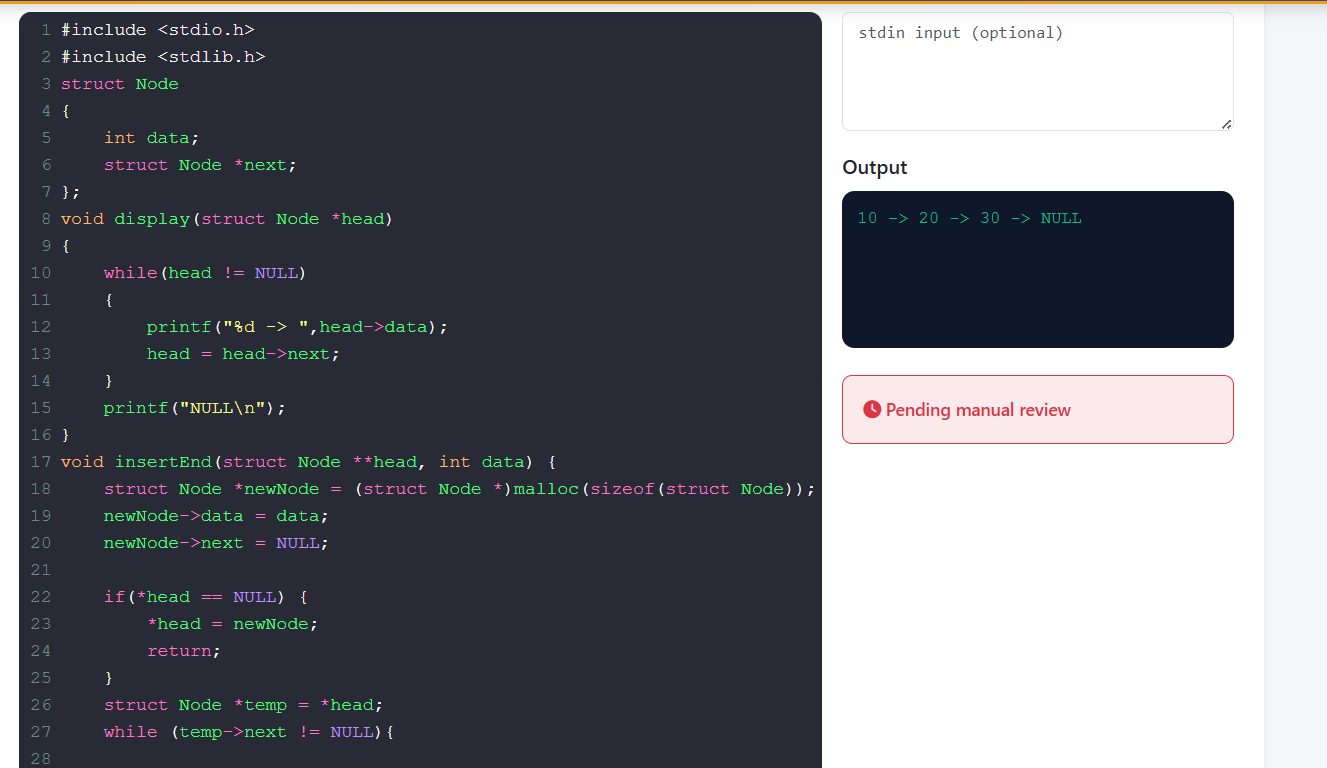 1 #include <stdio.h>
2 #include <stdlib.h>
3 struct Node
4 {
5     int data;
6     struct Node *next;
7 };
8 void display(struct Node *head)
9 {
10     while(head != NULL)
11     {
12         printf("%d -> ",head->data);
13         head = head->next;
14     }
15     printf("NULL\n");
16 }
17 void insertEnd(struct Node **head, int data) {
18     struct Node *newNode = (struct Node *)malloc(sizeof(struct Node));
19     newNode->data = data;
20     newNode->next = NULL;
21
22     if(*head == NULL) {
23         *head = newNode;
24         return;
25     }
26     struct Node *temp = *head;
27     while (temp->next != NULL){
28
stdin input (optional)
Output
10 -> 20 -> 30 -> NULL
Pending manual review